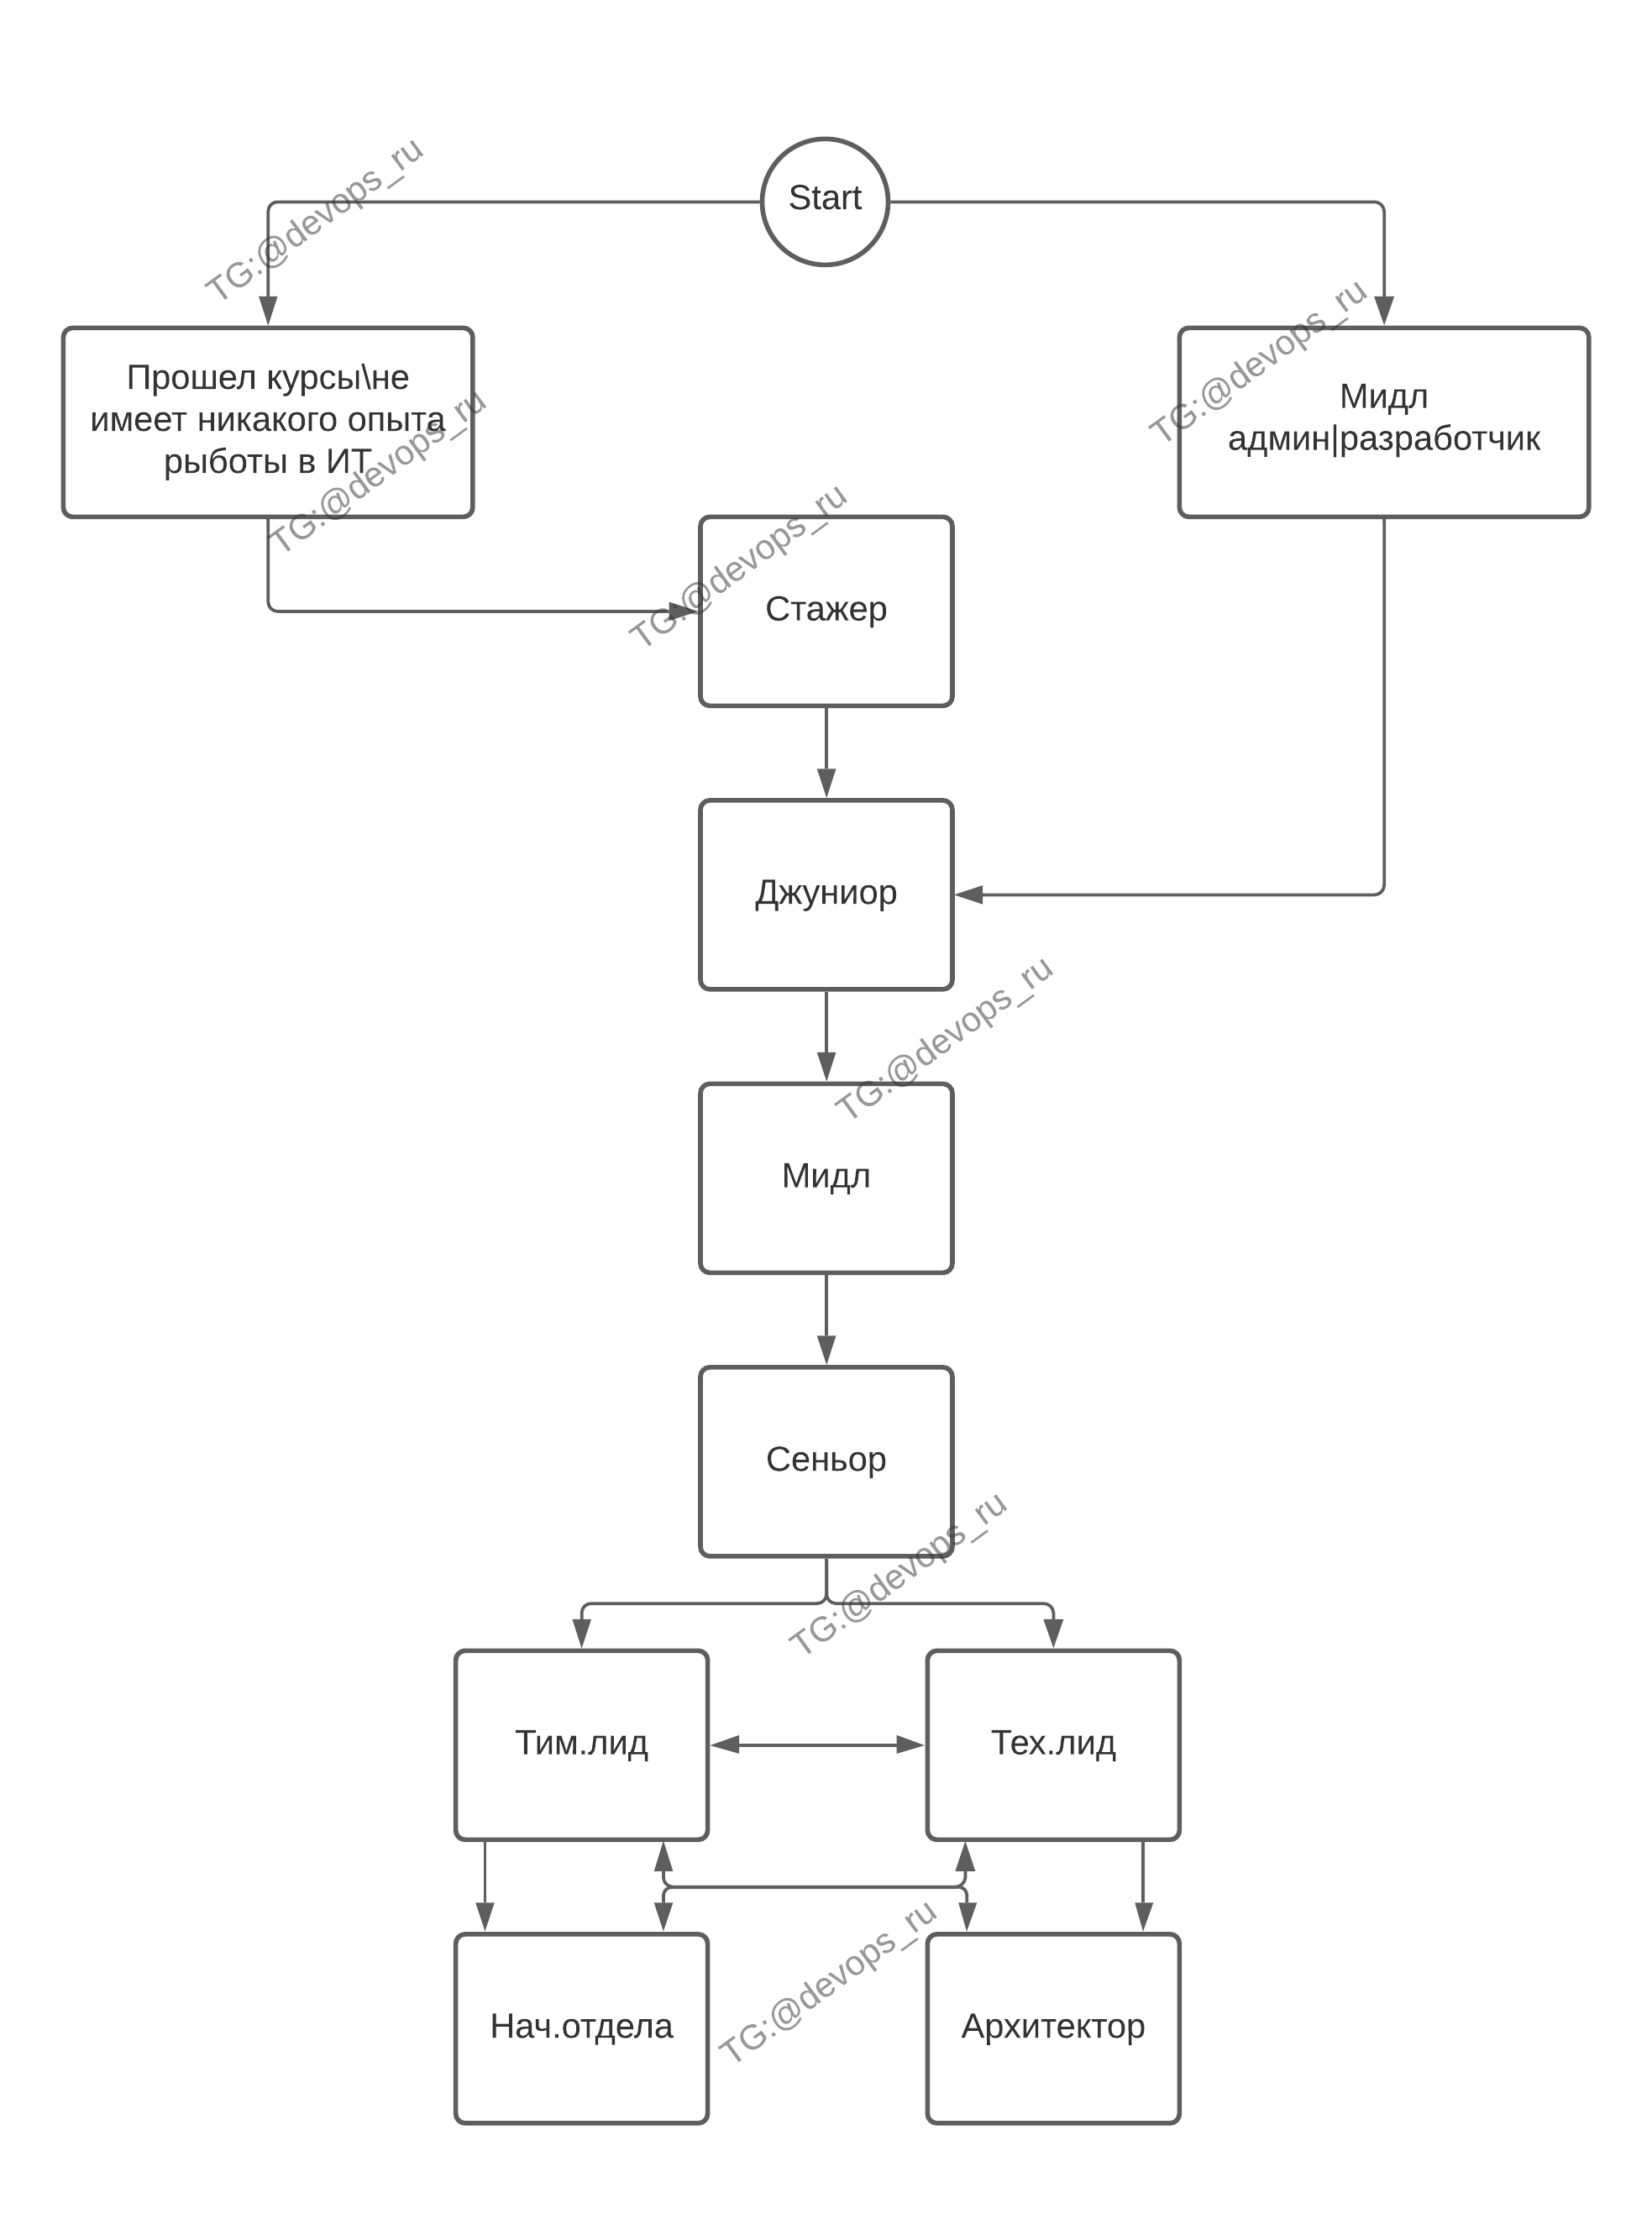 Start
TG:@devops_ru
TG:@devops_ru
Прошел курсы\не
имеет никакого опыта
рыботы в ИТ
TG:@devops_ru
Мидл
админ|разработчик
TG:@devops_ru
Стажер
Джуниор
TG:@devops_ru
Мидл
Сеньор
TG:@devops_ru
Тим.лид
Тех.лид
TG:@devops_ru
Нач.отдела
Архитектор